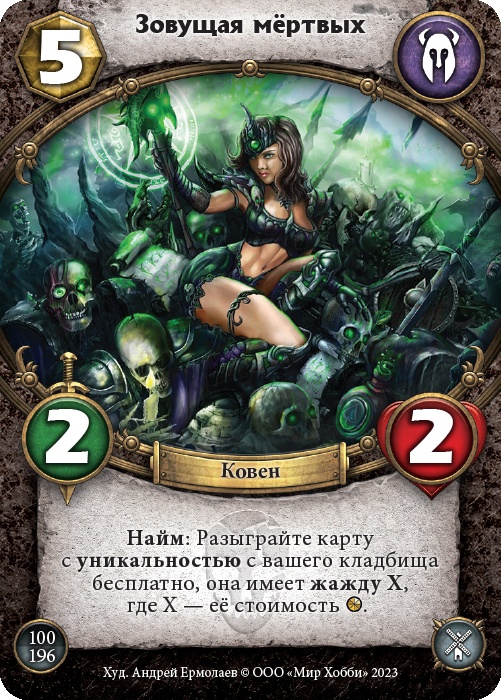 Зовущая мёртвых
5
2
2
Ковен
Найм: Разыграйте карту
с уникальностью с вашего кладбища
бесплатно, она имеет жажду X,
где X — её стоимость .
100
196
Худ. Андрей Ермолаев © ООО «Мир Хобби» 2023